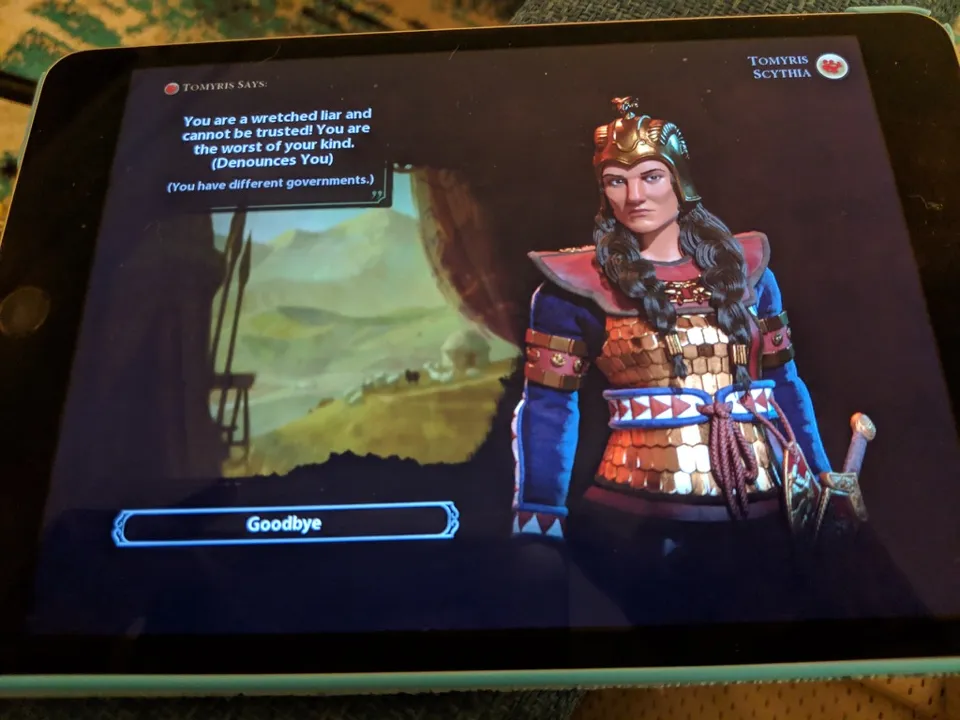 TOMYRIS SAYS:
You are a wretched liar and
cannot be trusted! You are
the worst of your kind.
(Denounces You)
(You have different governments.)
"
TOMYRIS
SCYTHIA
Goodbye